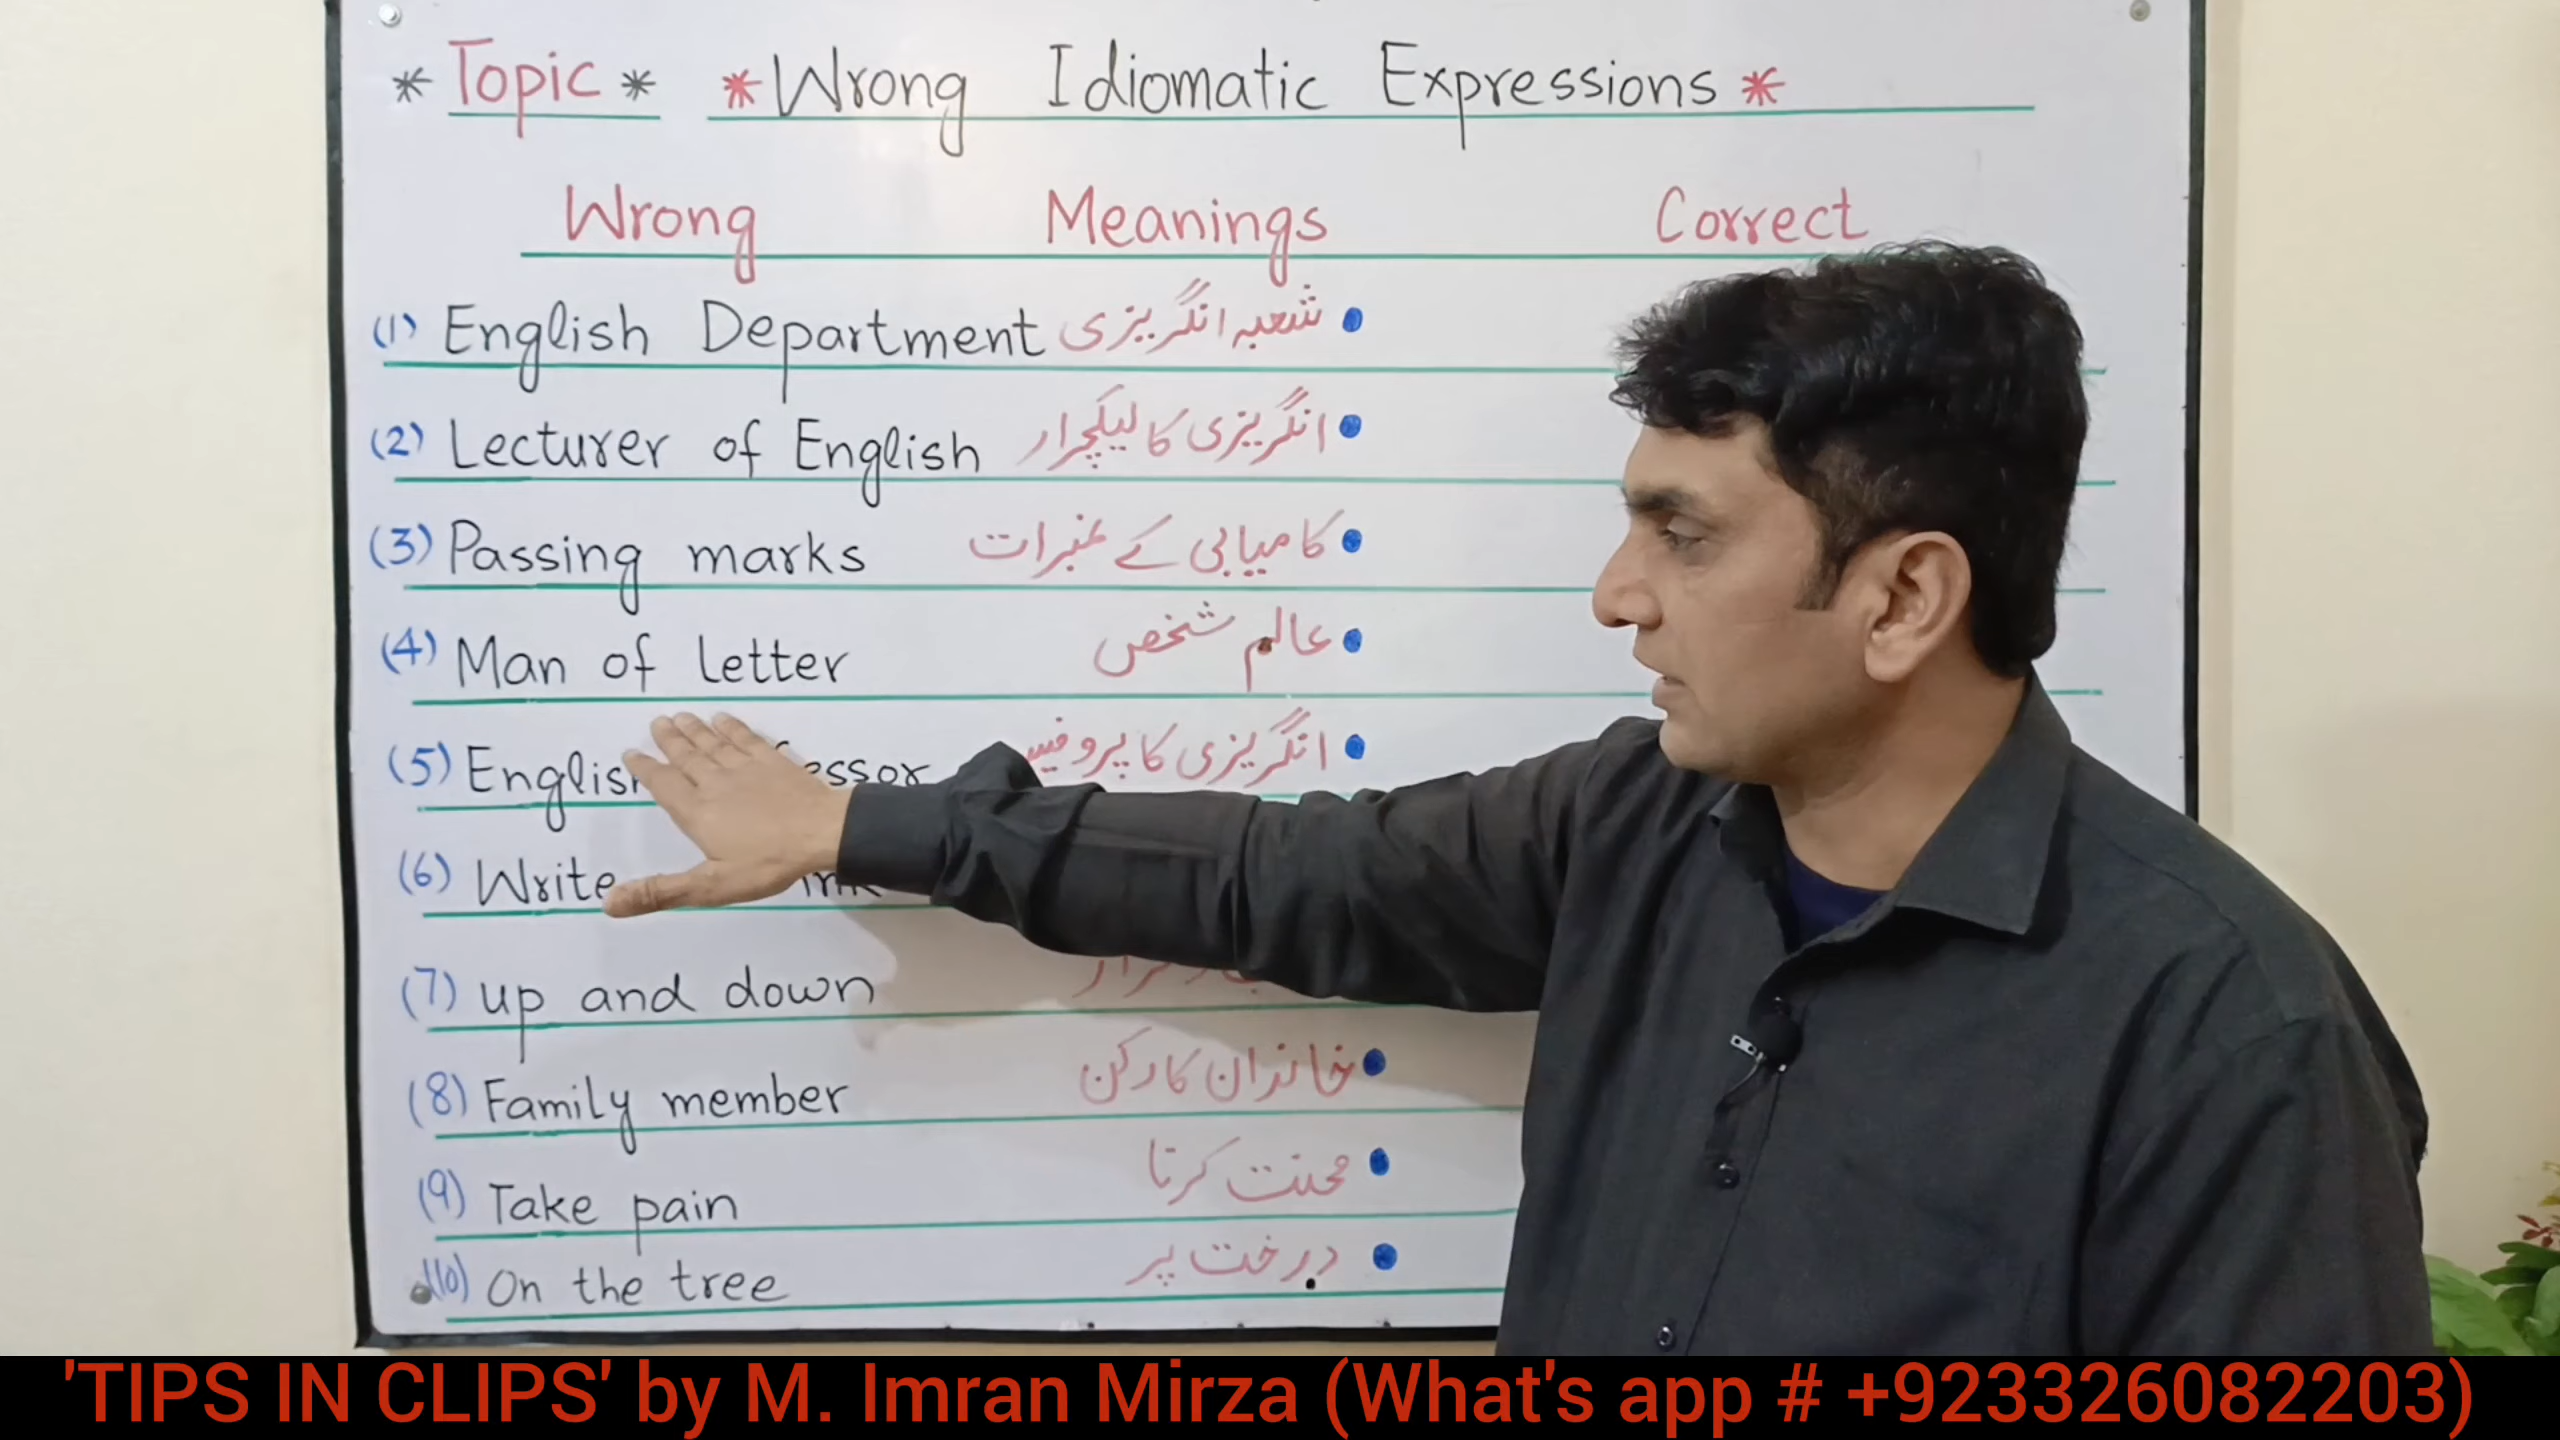 * Topic * * Wrong Idiomatic Expressions *
Wrong Meanings Correct
(1) English Department شعبہ انگریزی •
(2) Lecturer of English انگریزی کا لیکچرار •
(3) Passing marks کامیابی کے نمبرات •
(4) Man of letter عالم شخص •
(5) English انگریزی کا •
(6) Write ink
(7) up and down
(8) Family member خاندان کا رکن •
(9) Take pain محنت کرنا •
(10) On the tree درخت پر •
'TIPS IN CLIPS' by M. Imran Mirza (What's app # +923326082203)